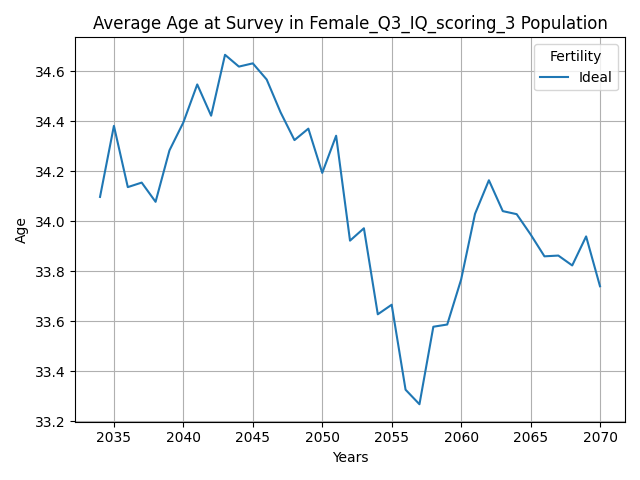 Average Age at Survey in Female_Q3_IQ_scoring_3 Population
Fertility
Ideal
34.6
34.4
34.2
34.0
33.8
33.6
33.4
33.2
Age
2035 2040 2045 2050 2055 2060 2065 2070
Years